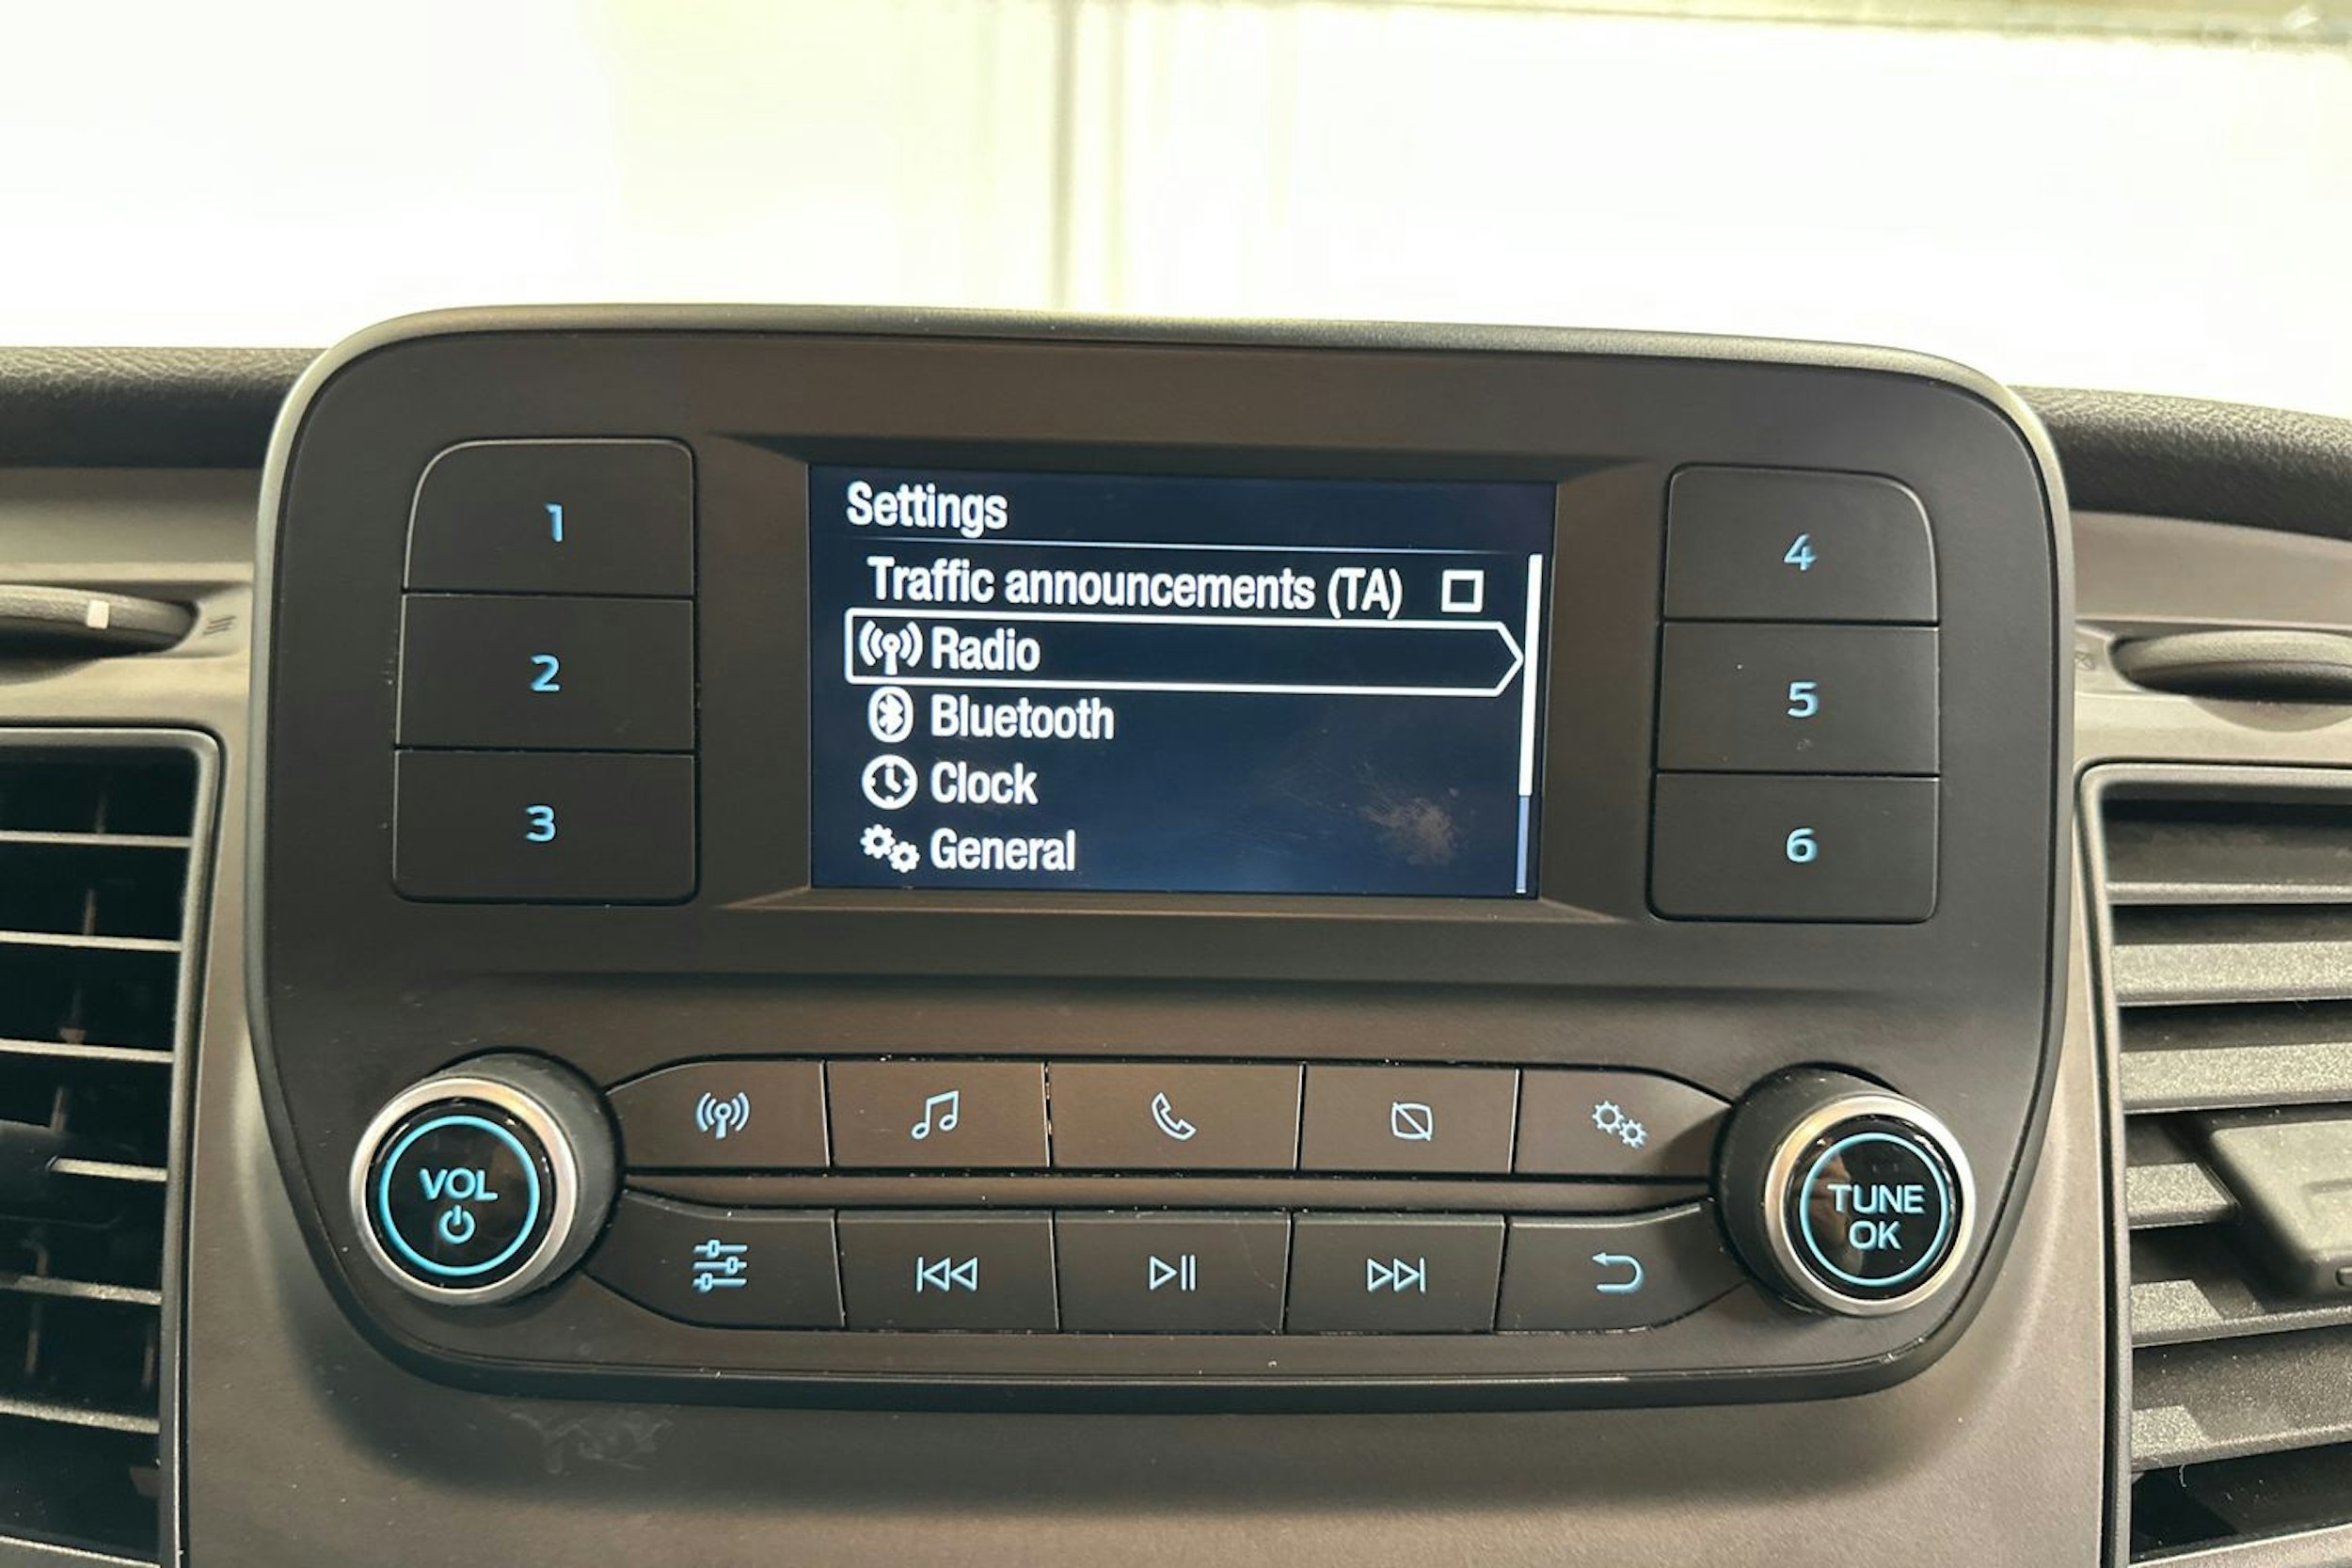 Settings
Traffic announcements (TA)
Radio
Bluetooth
Clock
General
1
2
3
4
5
6
VOL
TUNE
OK